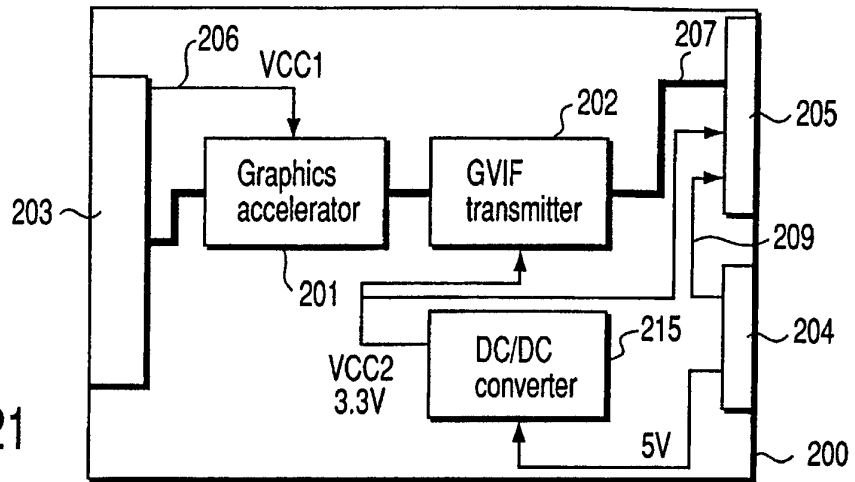 206
VCC1
207
202
205
Graphics
accelerator
GVIF
transmitter
203
201
209
204
215
VCC2
3.3V
DC/DC
converter
21
5V
200